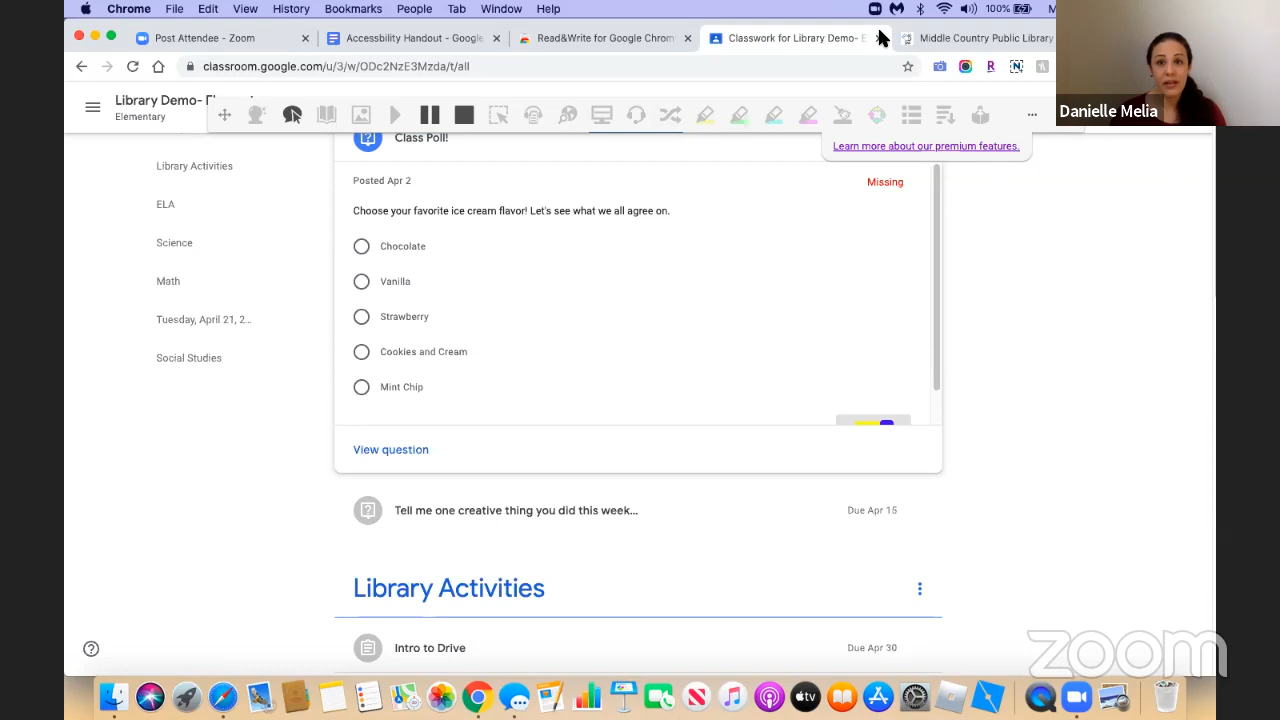 Chrome File Edit View History Bookmarks People Tab Window Help 100%
Post Attendee - Zoom Accessbility Handout - Google Read&Write for Google Chrom Classwork for Library Demo- E Middle Country Public Library
classroom.google.com/u/3/w/ODc2NzE3Mzda/t/all
Library Demo-
Elementary
Danielle Melia
Class Poll!
Learn more about our premium features.
Library Activities
ELA
Science
Math
Tuesday, April 21, 2...
Social Studies
Posted Apr 2 Missing
Choose your favorite ice cream flavor! Let's see what we all agree on.
Chocolate
Vanilla
Strawberry
Cookies and Cream
Mint Chip
View question
Tell me one creative thing you did this week... Due Apr 15
Library Activities
Intro to Drive Due Apr 30
zoom